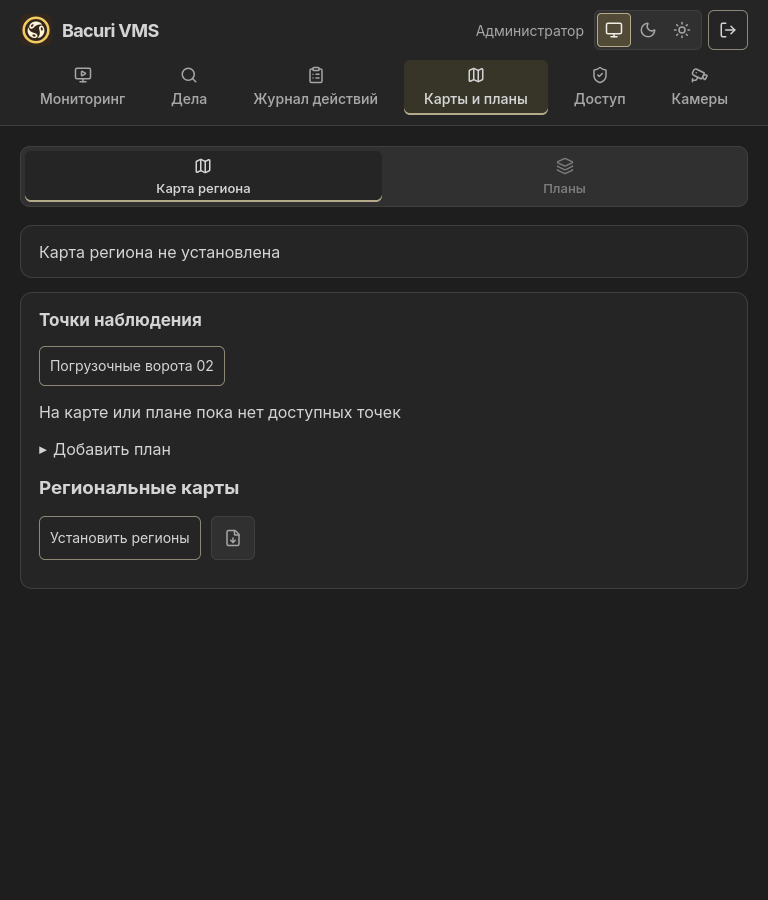 Bacuri VMS
Администратор
Мониторинг
Дела
Журнал действий
Карты и планы
Доступ
Камеры
Карта региона
Планы
Карта региона не установлена
Точки наблюдения
Погрузочные ворота 02
На карте или плане пока нет доступных точек
Добавить план
Региональные карты
Установить регионы